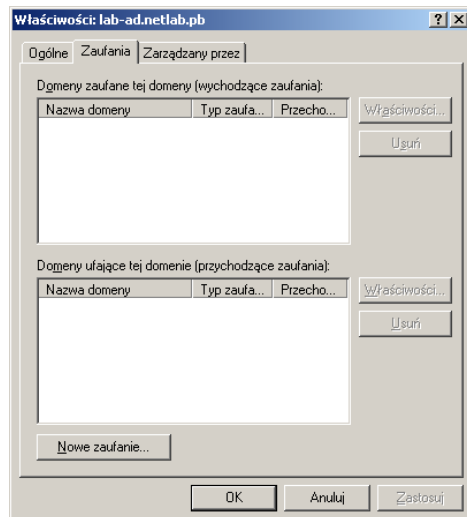 Właściwości: lab-ad.netlab.pb
Ogólne Zaufania Zarządzany przez
Domeny zaufane tej domeny (wychodzące zaufania):
Nazwa domeny Typ zaufa... Przecho...
Właściwości...
Usuń
Domeny ufające tej domenie (przychodzące zaufania):
Nazwa domeny Typ zaufa... Przecho...
Właściwości...
Usuń
Nowe zaufanie...
OK Anuluj Zastosuj